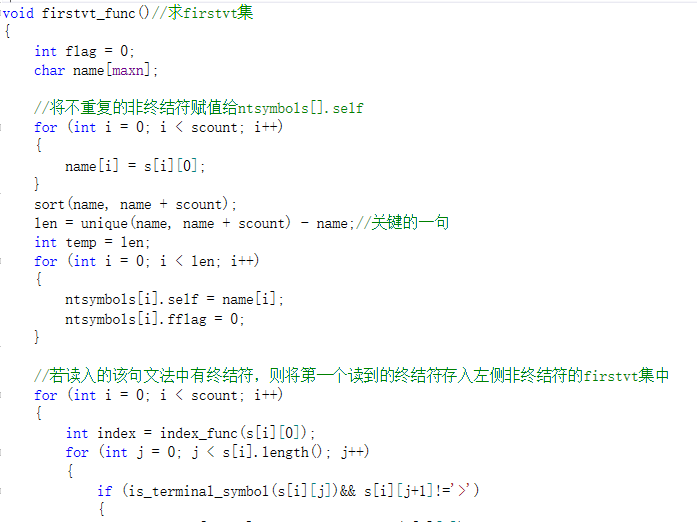 void firstvt_func()//求firstvt集
{
int flag = 0;
char name[maxn];
//将不重复的非终结符赋值给ntsymbols[].self
for (int i = 0; i < scount; i++)
{
name[i] = s[i][0];
}
sort(name, name + scount);
len = unique(name, name + scount) - name;//关键的一句
int temp = len;
for (int i = 0; i < len; i++)
{
ntsymbols[i].self = name[i];
ntsymbols[i].fflag = 0;
}
//若读入的该句文法中有终结符，则将第一个读到的终结符存入左侧非终结符的firstvt集中
for (int i = 0; i < scount; i++)
{
int index = index_func(s[i][0]);
for (int j = 0; j < s[i].length(); j++)
{
if (is_terminal_symbol(s[i][j])&& s[i][j+1]!='>')
{